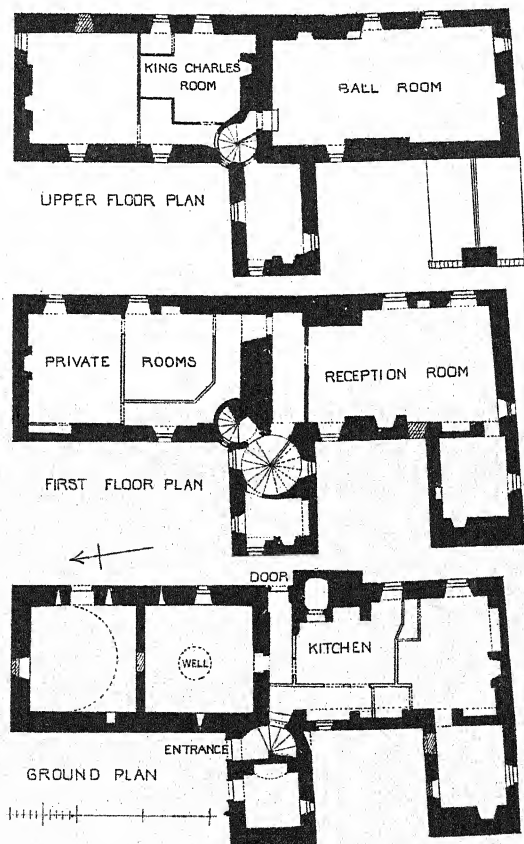 KING CHARLES
ROOM
BALL ROOM
UPPER FLOOR PLAN
PRIVATE ROOMS
RECEPTION ROOM
FIRST FLOOR PLAN
DOOR
KITCHEN
WELL
ENTRANCE
GROUND PLAN